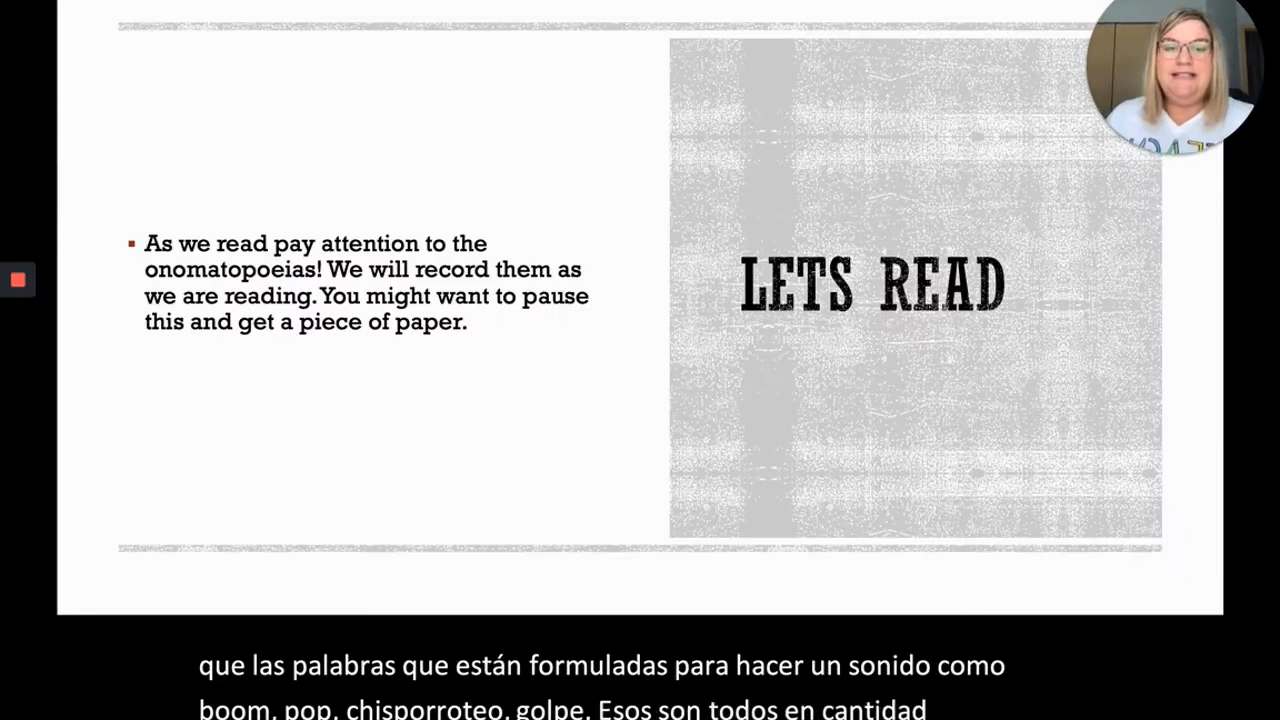 As we read pay attention to the
onomatopoeias! We will record them as
we are reading. You might want to pause
this and get a piece of paper.
LETS READ
que las palabras que están formuladas para hacer un sonido como
boom, pop, chisporroteo, golpe. Esos son todos en cantidad